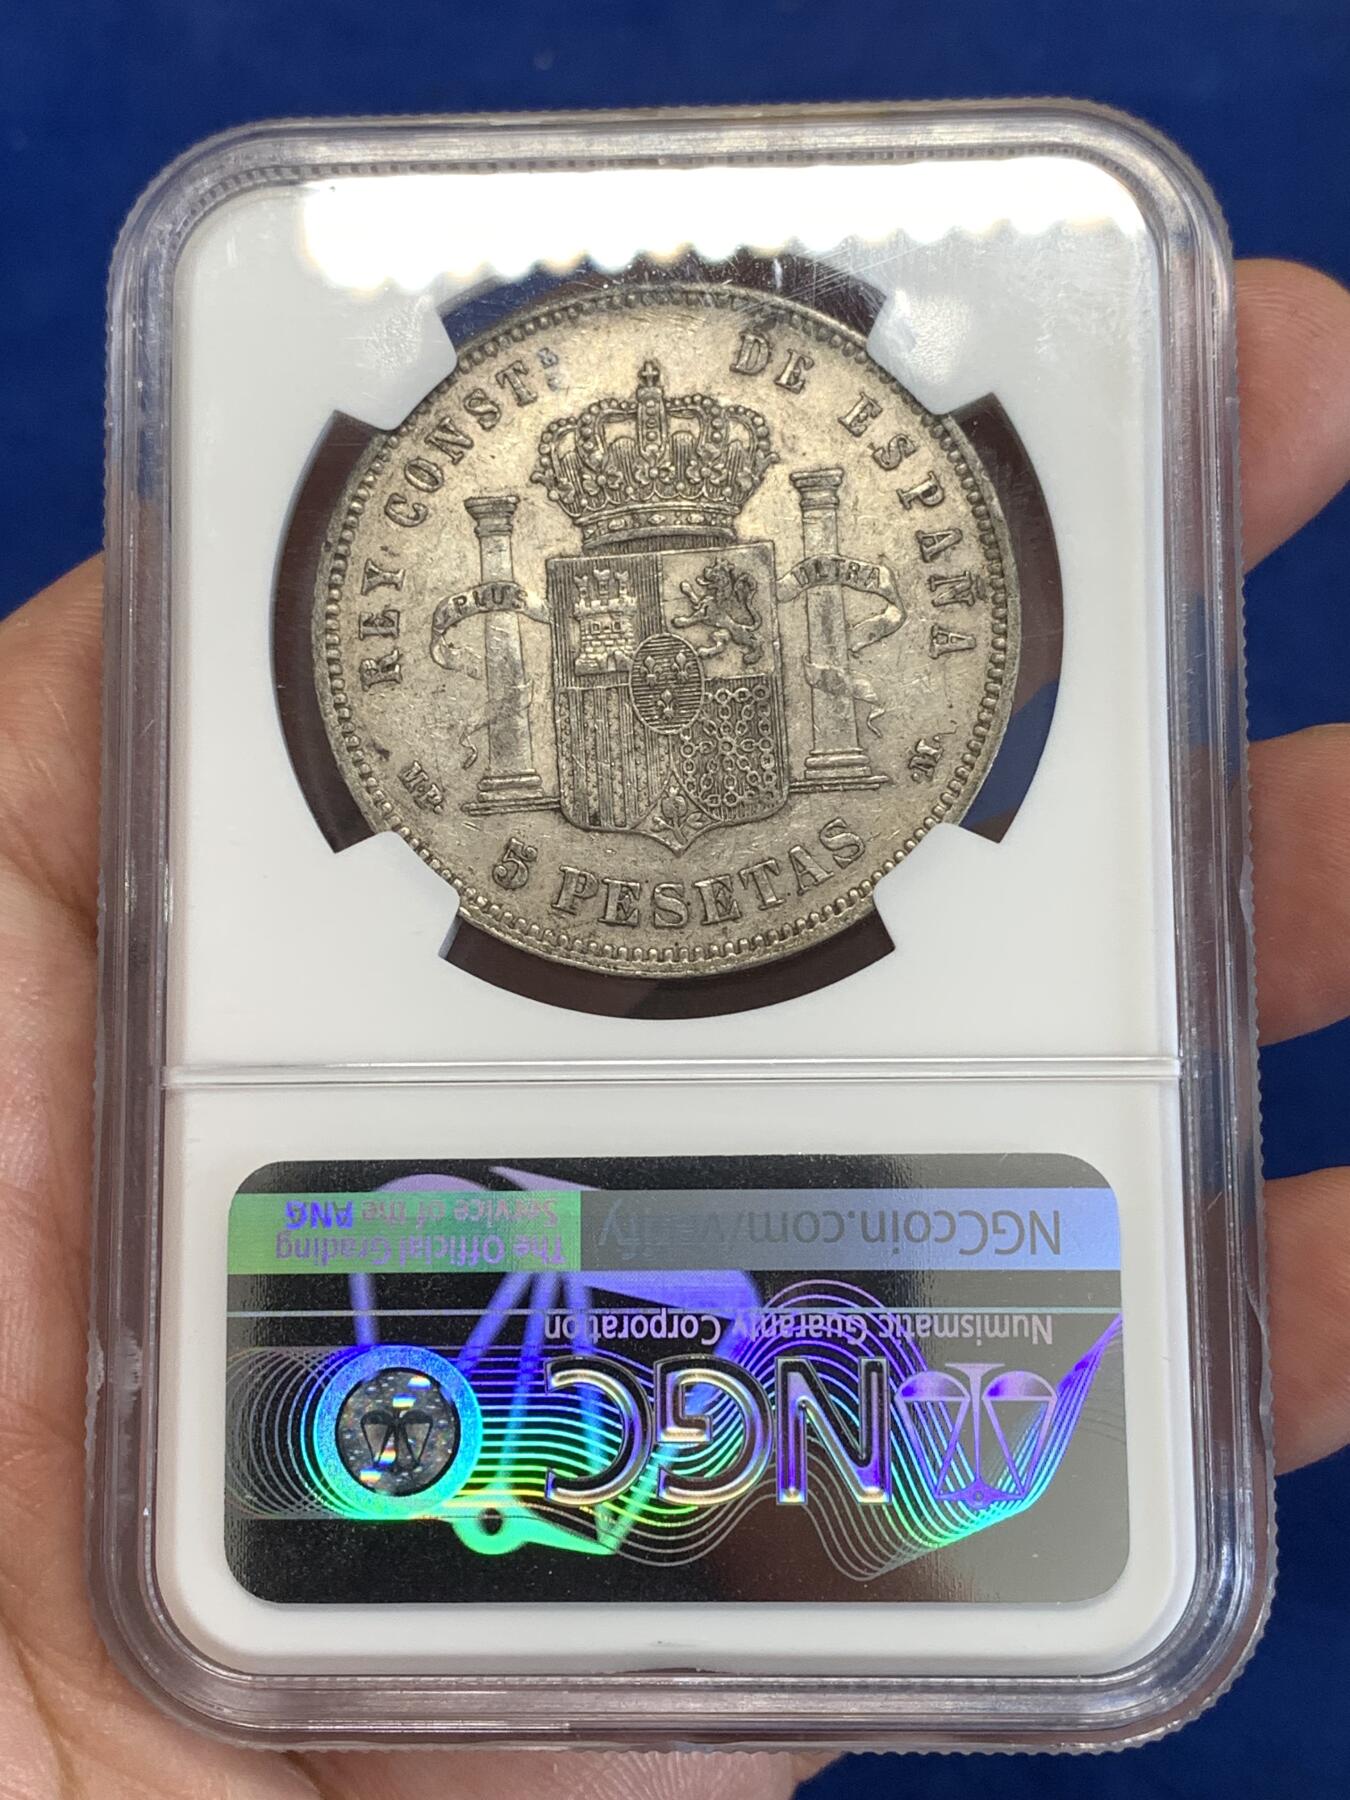 REY CONST.L DE ESPAÑA
PLUS
ULTRA
M.P.
M.
5 PESETAS
NGC
Numismatic Guaranty Corporation
NGCcoin.com/verify
The Official Grading
Service of the ANG